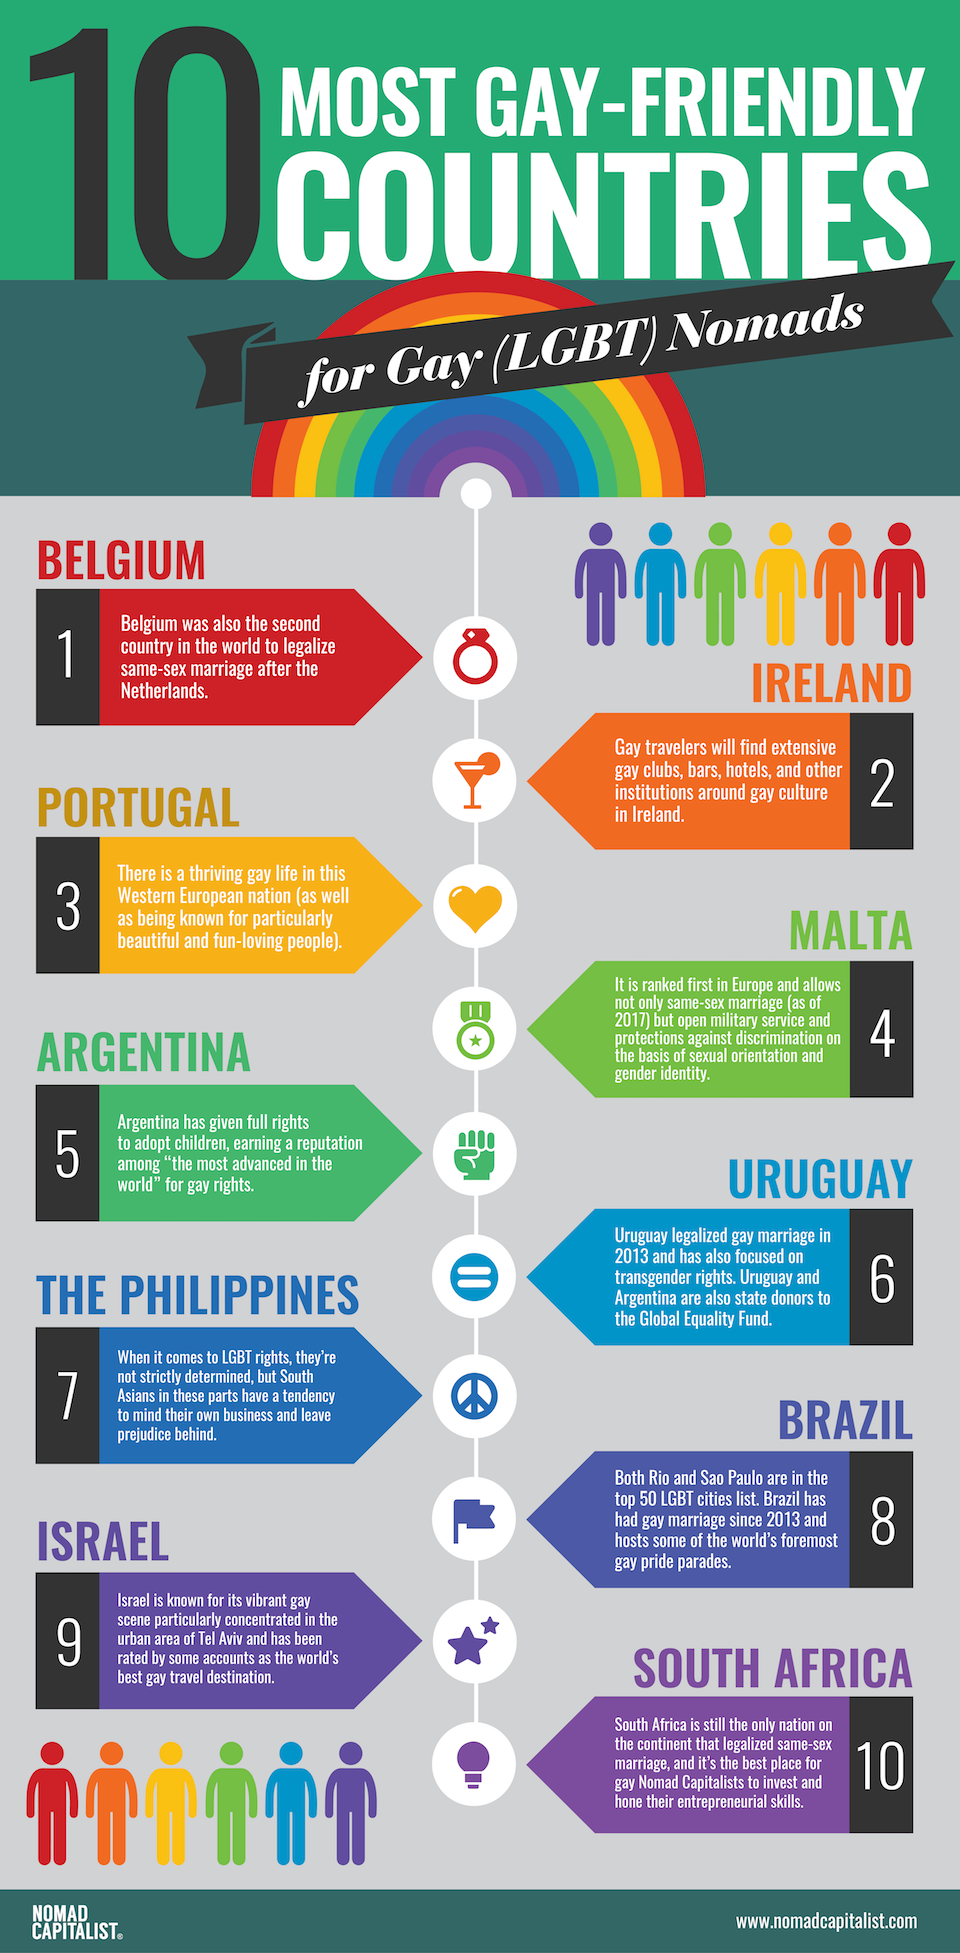 10
MOST GAY-FRIENDLY
COUNTRIES
for Gay (LGBT) Nomads
BELGIUM
1
Belgium was also the second
country in the world to legalize
same-sex marriage after the
Netherlands.
IRELAND
Gay travelers will find extensive
gay clubs, bars, hotels, and other
institutions around gay culture
in Ireland.
2
PORTUGAL
3
There is a thriving gay life in this
Western European nation (as well
as being known for particularly
beautiful and fun-loving people).
MALTA
It is ranked first in Europe and allows
not only same-sex marriage (as of
2017) but open military service and
protections against discrimination on
the basis of sexual orientation and
gender identity.
4
ARGENTINA
5
Argentina has given full rights
to adopt children, earning a reputation
among “the most advanced in the
world” for gay rights.
URUGUAY
Uruguay legalized gay marriage in
2013 and has also focused on
transgender rights. Uruguay and
Argentina are also state donors to
the Global Equality Fund.
6
THE PHILIPPINES
7
When it comes to LGBT rights, they’re
not strictly determined, but South
Asians in these parts have a tendency
to mind their own business and leave
prejudice behind.
BRAZIL
Both Rio and Sao Paulo are in the
top 50 LGBT cities list. Brazil has
had gay marriage since 2013 and
hosts some of the world’s foremost
gay pride parades.
8
ISRAEL
9
Israel is known for its vibrant gay
scene particularly concentrated in the
urban area of Tel Aviv and has been
rated by some accounts as the world’s
best gay travel destination.
SOUTH AFRICA
South Africa is still the only nation on
the continent that legalized same-sex
marriage, and it’s the best place for
gay Nomad Capitalists to invest and
hone their entrepreneurial skills.
10
NOMAD
CAPITALIST®
www.nomadcapitalist.com